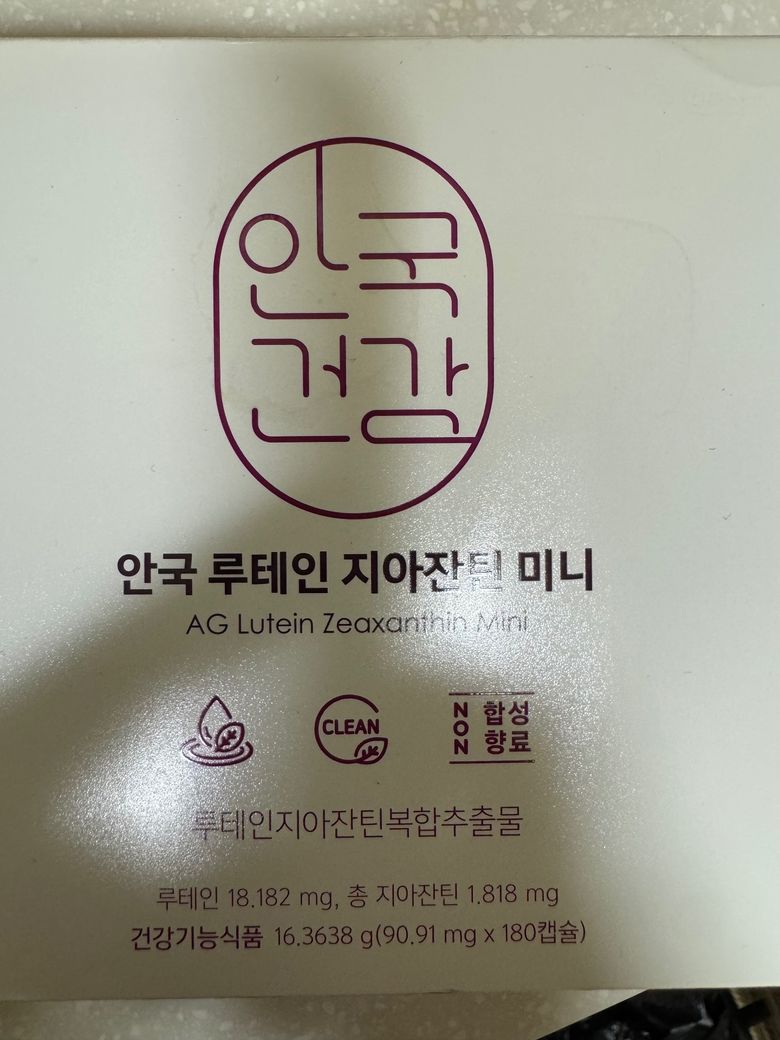 안국
건강
안국 루테인 지아잔틴 미니
AG Lutein Zeaxanthin Mini
CLEAN
NON 합성
향료
루테인지아잔틴복합추출물
루테인 18.182 mg, 총 지아잔틴 1.818 mg
건강기능식품 16.3638 g(90.91 mg x 180캡슐)